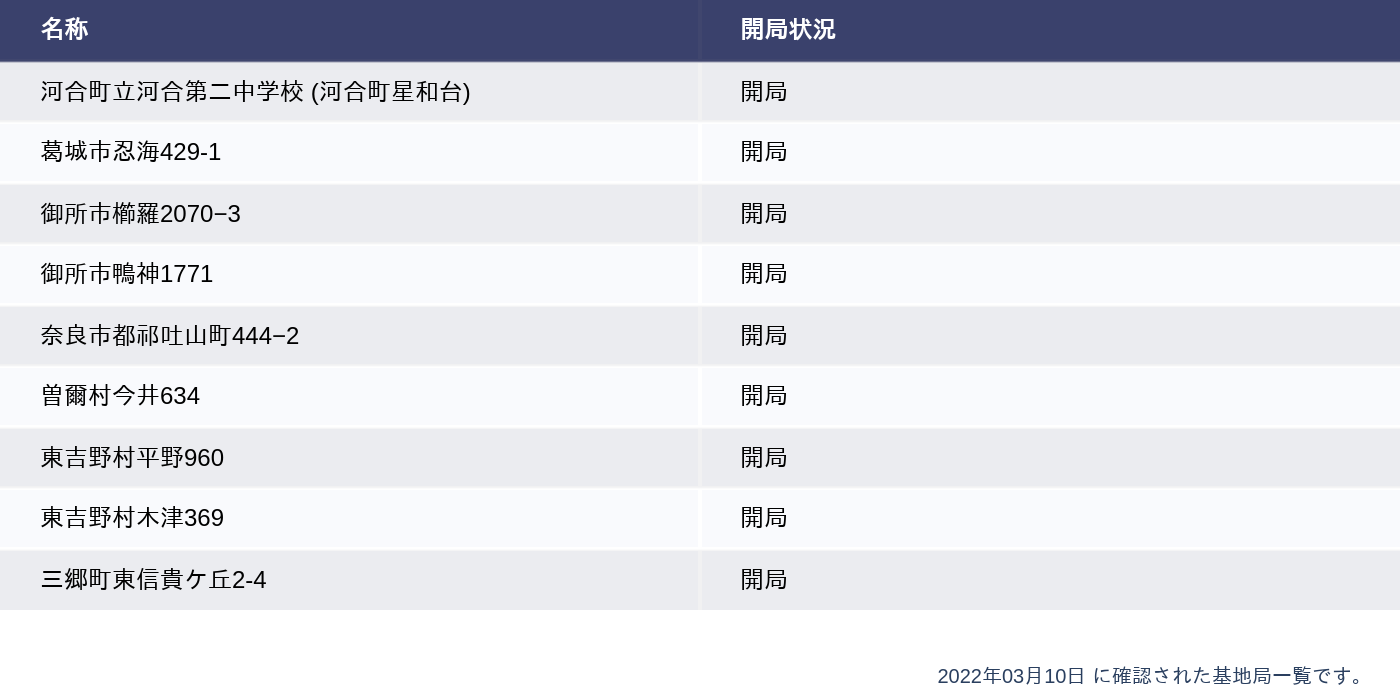 名称 開局状況
河合町立河合第二中学校 (河合町星和台) 開局
葛城市忍海429-1 開局
御所市櫛羅2070−3 開局
御所市鴨神1771 開局
奈良市都祁吐山町444−2 開局
曽爾村今井634 開局
東吉野村平野960 開局
東吉野村木津369 開局
三郷町東信貴ケ丘2-4 開局
2022年03月10日 に確認された基地局一覧です。